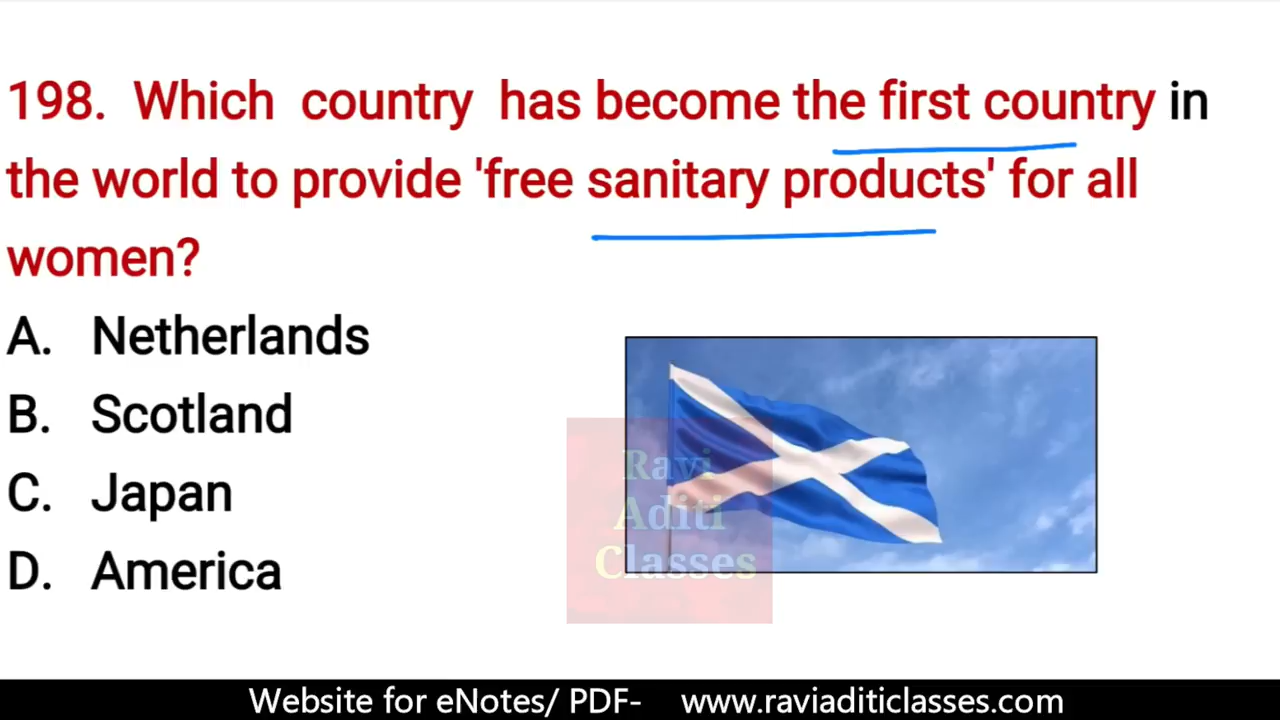 198. Which country has become the first country in
the world to provide 'free sanitary products' for all
women?
A. Netherlands
B. Scotland
C. Japan
D. America
Ravi
Aditi
Classes
Website for eNotes/ PDF- www.raviaditiclasses.com